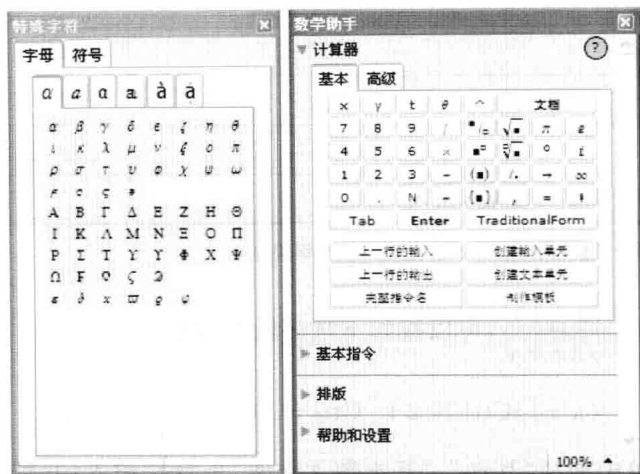 特殊字符
字母 符号
α a α a à à
α β γ δ ε ζ η θ
ι κ λ μ ν ξ ο π
ρ σ τ υ φ χ ψ ω
Α Β Γ Δ Ε Ζ Η Θ
Ι Κ Λ Μ Ν Ξ Ο Π
Ρ Σ Τ Υ ϒ Φ Χ Ψ
Ω Ϝ Ϙ Ϛ Ϡ
ε ϑ ϰ ϖ ϱ φ
数学助手
计算器 ?
基本 高级
x y t θ ^ 文档
7 8 9 / ■/□ √■ π e
4 5 6 × ■□ □√■ ° i
1 2 3 - (■) /. → ∞
0 . N (■) , =
Tab Enter TraditionalForm
上一行的输入 创建输入单元
上一行的输出 创建文本单元
完整指令名 制作模板
基本指令
排版
帮助和设置
100%